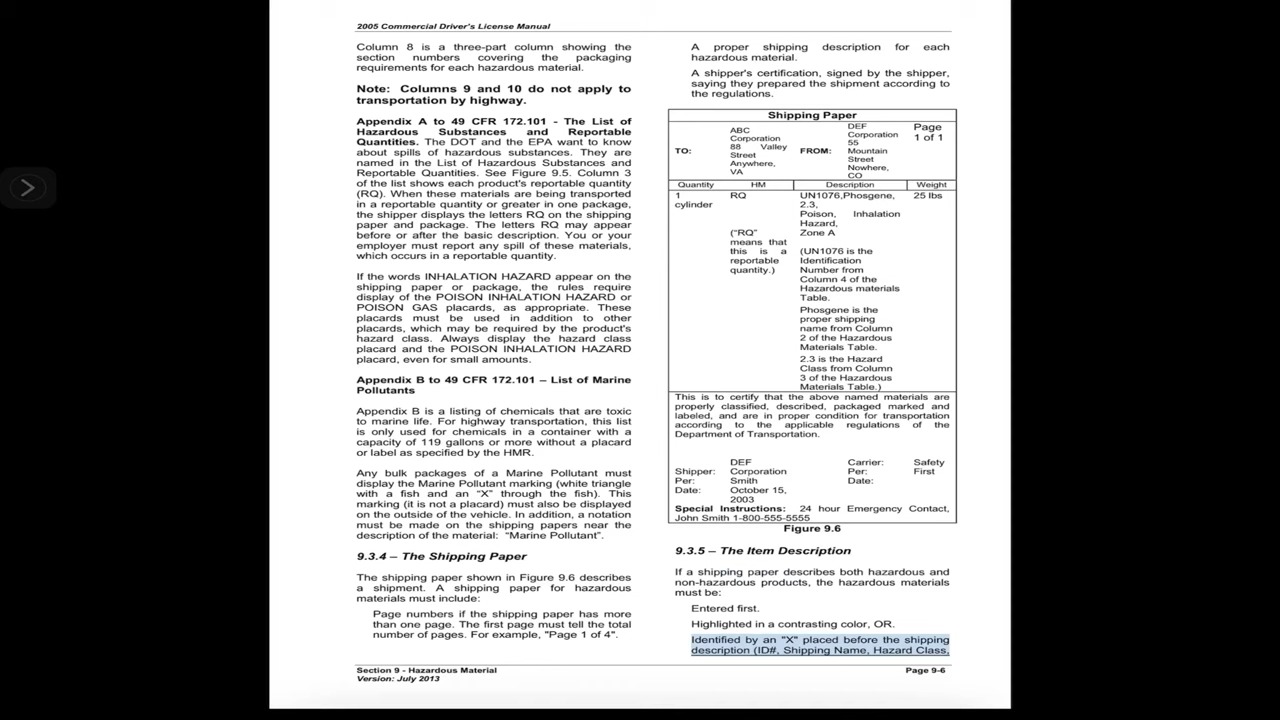 2005 Commercial Driver's License Manual
Column 8 is a three-part column showing the
section numbers covering the packaging
requirements for each hazardous material.
Note: Columns 9 and 10 do not apply to
transportation by highway.
Appendix A to 49 CFR 172.101 - The List of
Hazardous Substances and Reportable
Quantities. The DOT and the EPA want to know
about spills of hazardous substances. They are
named in the List of Hazardous Substances and
Reportable Quantities. See Figure 9.5. Column 3
of the list shows each product's reportable quantity
(RQ). When these materials are being transported
in a reportable quantity or greater in one package,
the shipper displays the letters RQ on the shipping
paper and package. The letters RQ may appear
before or after the basic description. You or your
employer must report any spill of these materials,
which occurs in a reportable quantity.
If the words INHALATION HAZARD appear on the
shipping paper or package, the rules require
display of the POISON INHALATION HAZARD or
POISON GAS placards, as appropriate. These
placards must be used in addition to other
placards, which may be required by the product's
hazard class. Always display the hazard class
placard and the POISON INHALATION HAZARD
placard, even for small amounts.
Appendix B to 49 CFR 172.101 – List of Marine
Pollutants
Appendix B is a listing of chemicals that are toxic
to marine life. For highway transportation, this list
is only used for chemicals in a container with a
capacity of 119 gallons or more without a placard
or label as specified by the HMR.
Any bulk packages of a Marine Pollutant must
display the Marine Pollutant marking (white triangle
with a fish and an “X” through the fish). This
marking (it is not a placard) must also be displayed
on the outside of the vehicle. In addition, a notation
must be made on the shipping papers near the
description of the material: “Marine Pollutant”.
9.3.4 – The Shipping Paper
The shipping paper shown in Figure 9.6 describes
a shipment. A shipping paper for hazardous
materials must include:
Page numbers if the shipping paper has more
than one page. The first page must tell the total
number of pages. For example, "Page 1 of 4".
A proper shipping description for each
hazardous material.
A shipper's certification, signed by the shipper,
saying they prepared the shipment according to
the regulations.
Shipping Paper
TO:
ABC
Corporation
88 Valley
Street
Anywhere,
VA
FROM:
DEF
Corporation
55
Mountain
Street
Nowhere,
CO
Page
1 of 1
Quantity HM Description Weight
1
cylinder
RQ
(“RQ”
means that
this is a
reportable
quantity.)
UN1076,Phosgene,
2.3,
Poison, Inhalation
Hazard,
Zone A
(UN1076 is the
Identification
Number from
Column 4 of the
Hazardous materials
Table.
Phosgene is the
proper shipping
name from Column
2 of the Hazardous
Materials Table.
2.3 is the Hazard
Class from Column
3 of the Hazardous
Materials Table.)
25 lbs
This is to certify that the above named materials are
properly classified, described, packaged marked and
labeled, and are in proper condition for transportation
according to the applicable regulations of the
Department of Transportation.
Shipper:
Per:
Date:
DEF
Corporation
Smith
October 15,
2003
Carrier:
Per:
Date:
Safety
First
Special Instructions: 24 hour Emergency Contact,
John Smith 1-800-555-5555
Figure 9.6
9.3.5 – The Item Description
If a shipping paper describes both hazardous and
non-hazardous products, the hazardous materials
must be:
Entered first.
Highlighted in a contrasting color, OR.
Identified by an "X" placed before the shipping
description (ID#, Shipping Name, Hazard Class,
Section 9 - Hazardous Material
Page 9-6
Version: July 2013